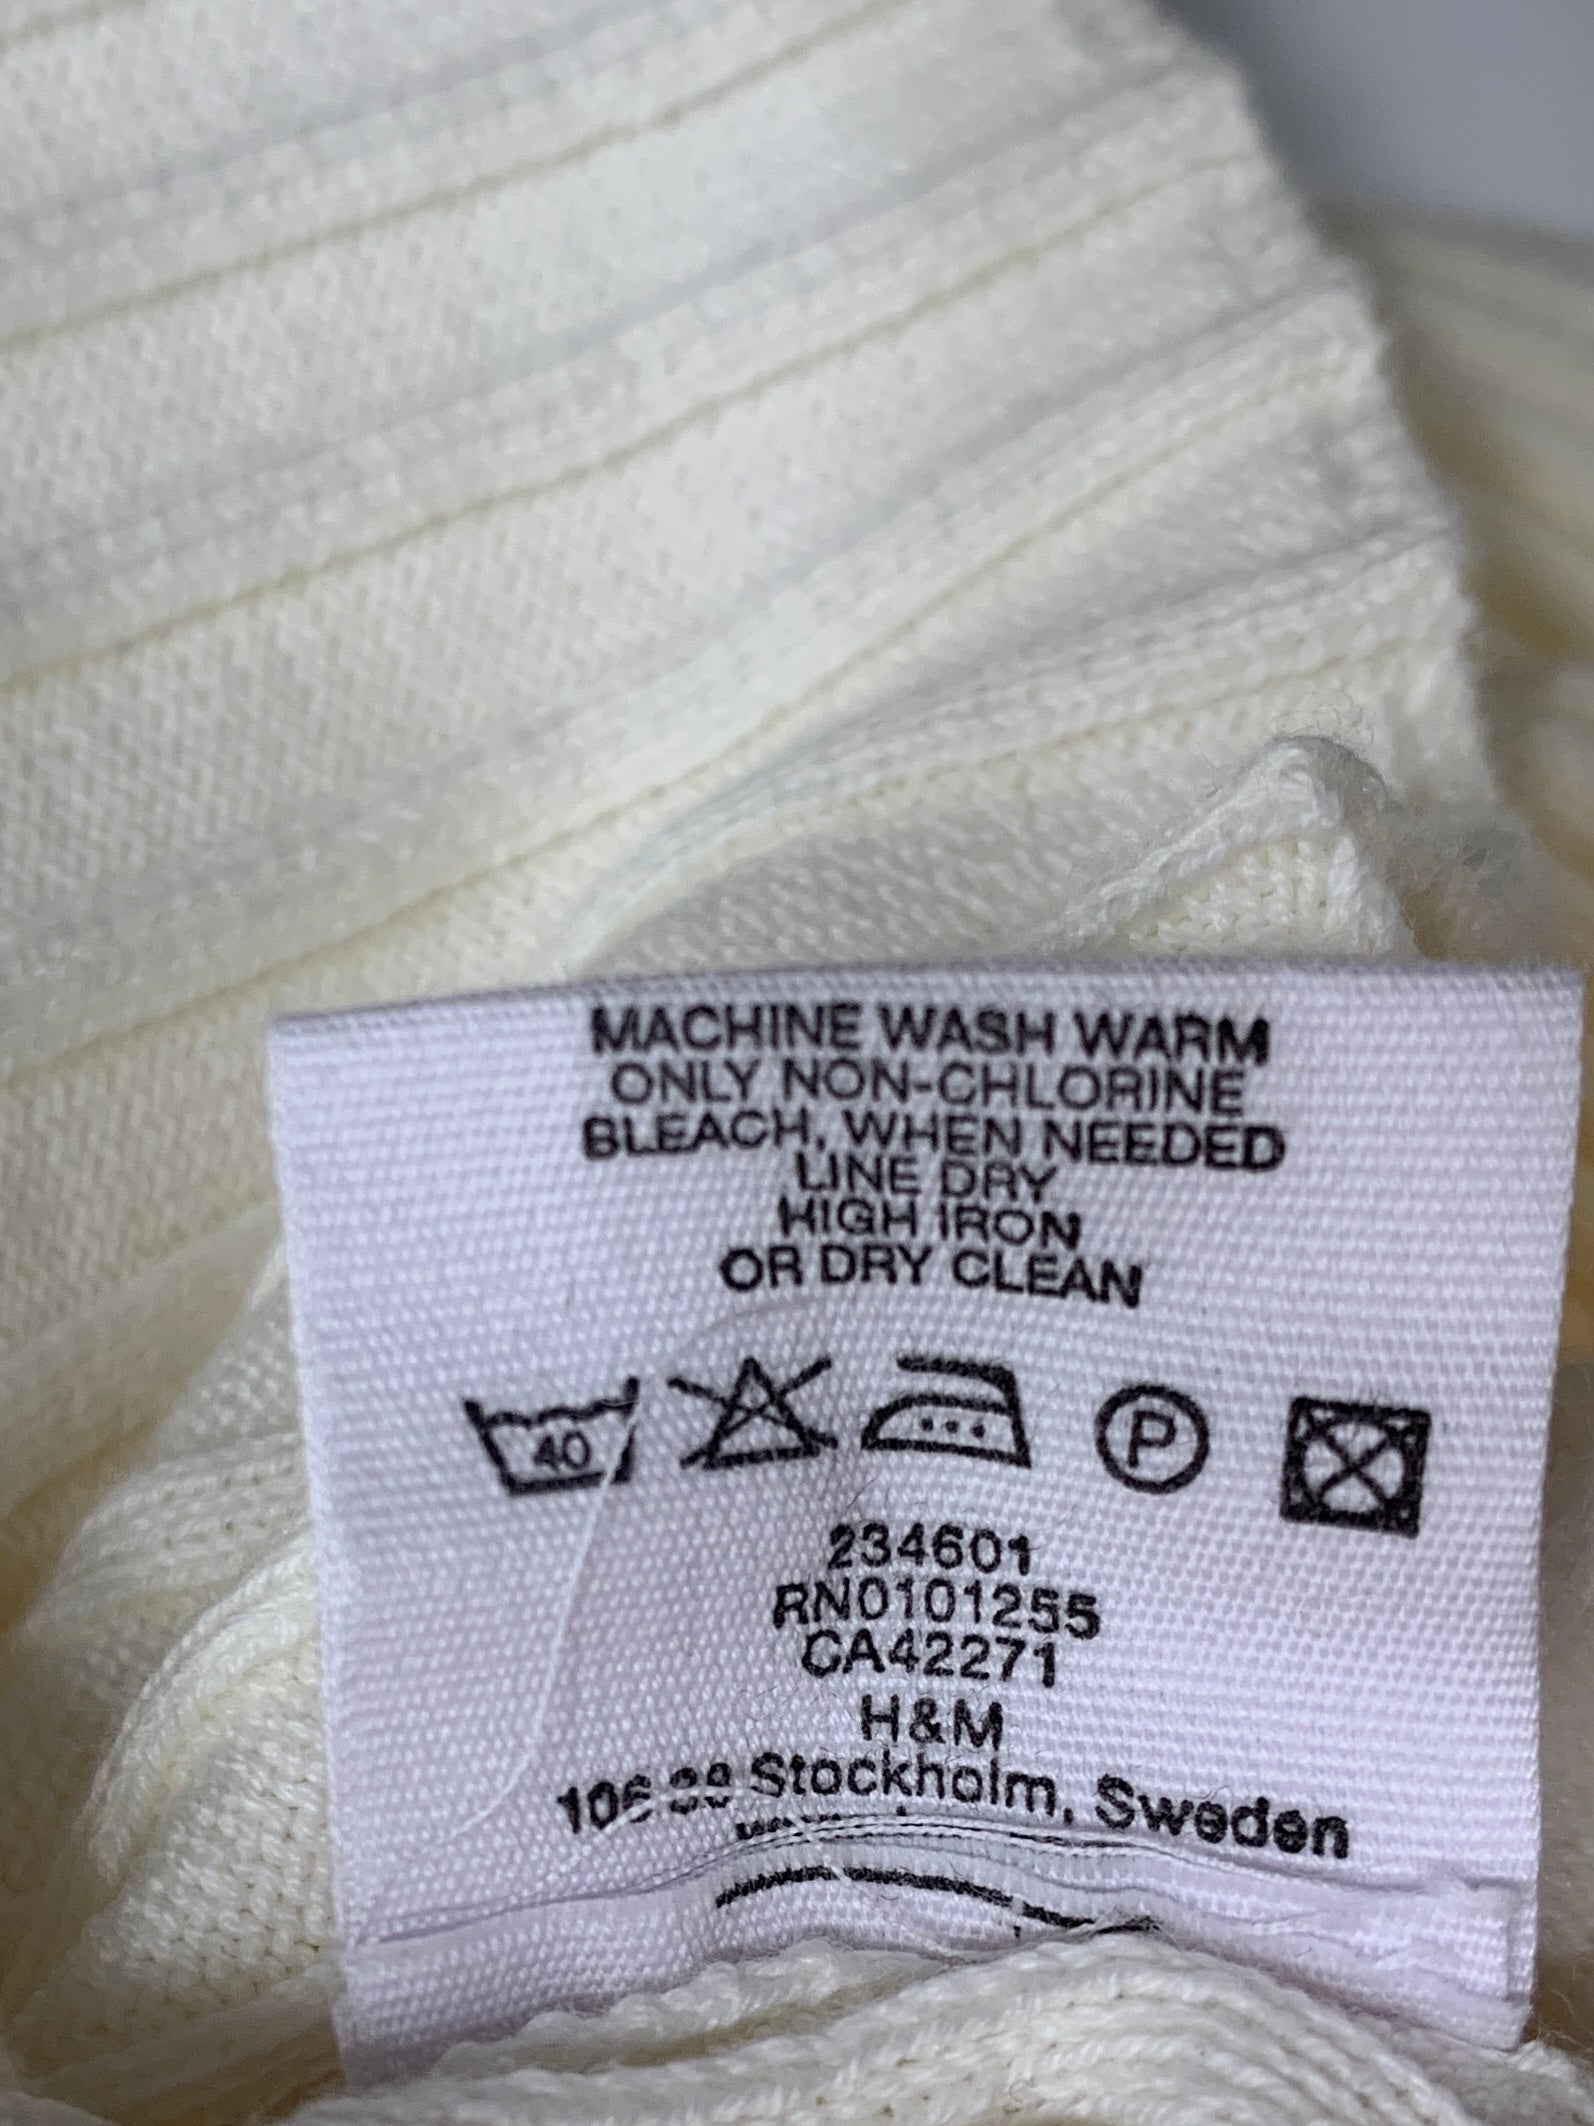 MACHINE WASH WARM
ONLY NON-CHLORINE
BLEACH, WHEN NEEDED
LINE DRY
HIGH IRON
OR DRY CLEAN
40
P
234601
RN0101255
CA42271
H&M
Stockholm, Sweden